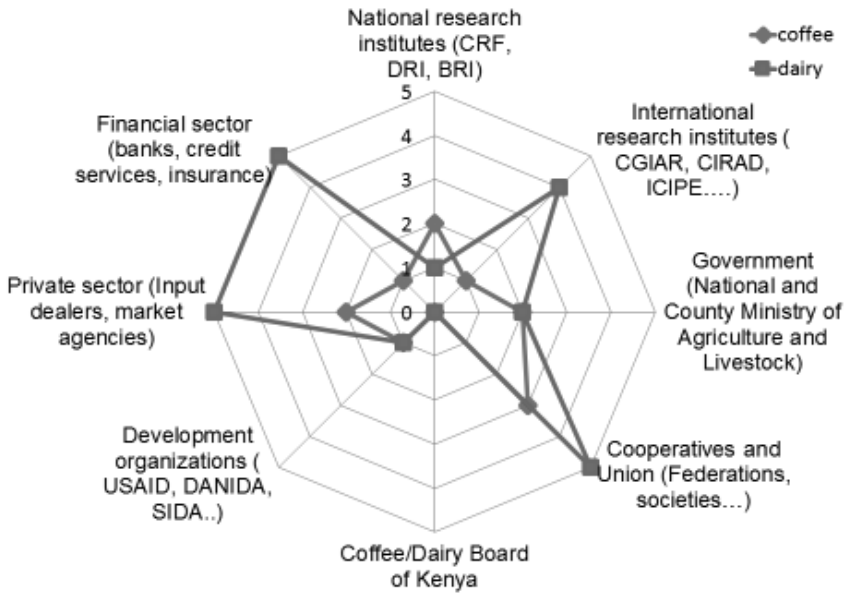 National research
institutes (CRF,
DRI, BRI)
coffee
dairy
International
research institutes (
CGIAR, CIRAD,
ICIPE....)
Government
(National and
County Ministry of
Agriculture and
Livestock)
Cooperatives and
Union (Federations,
societies...)
Coffee/Dairy Board
of Kenya
Development
organizations (
USAID, DANIDA,
SIDA..)
Private sector (Input
dealers, market
agencies)
Financial sector
(banks, credit
services, insurance)
5
4
3
2
1
0